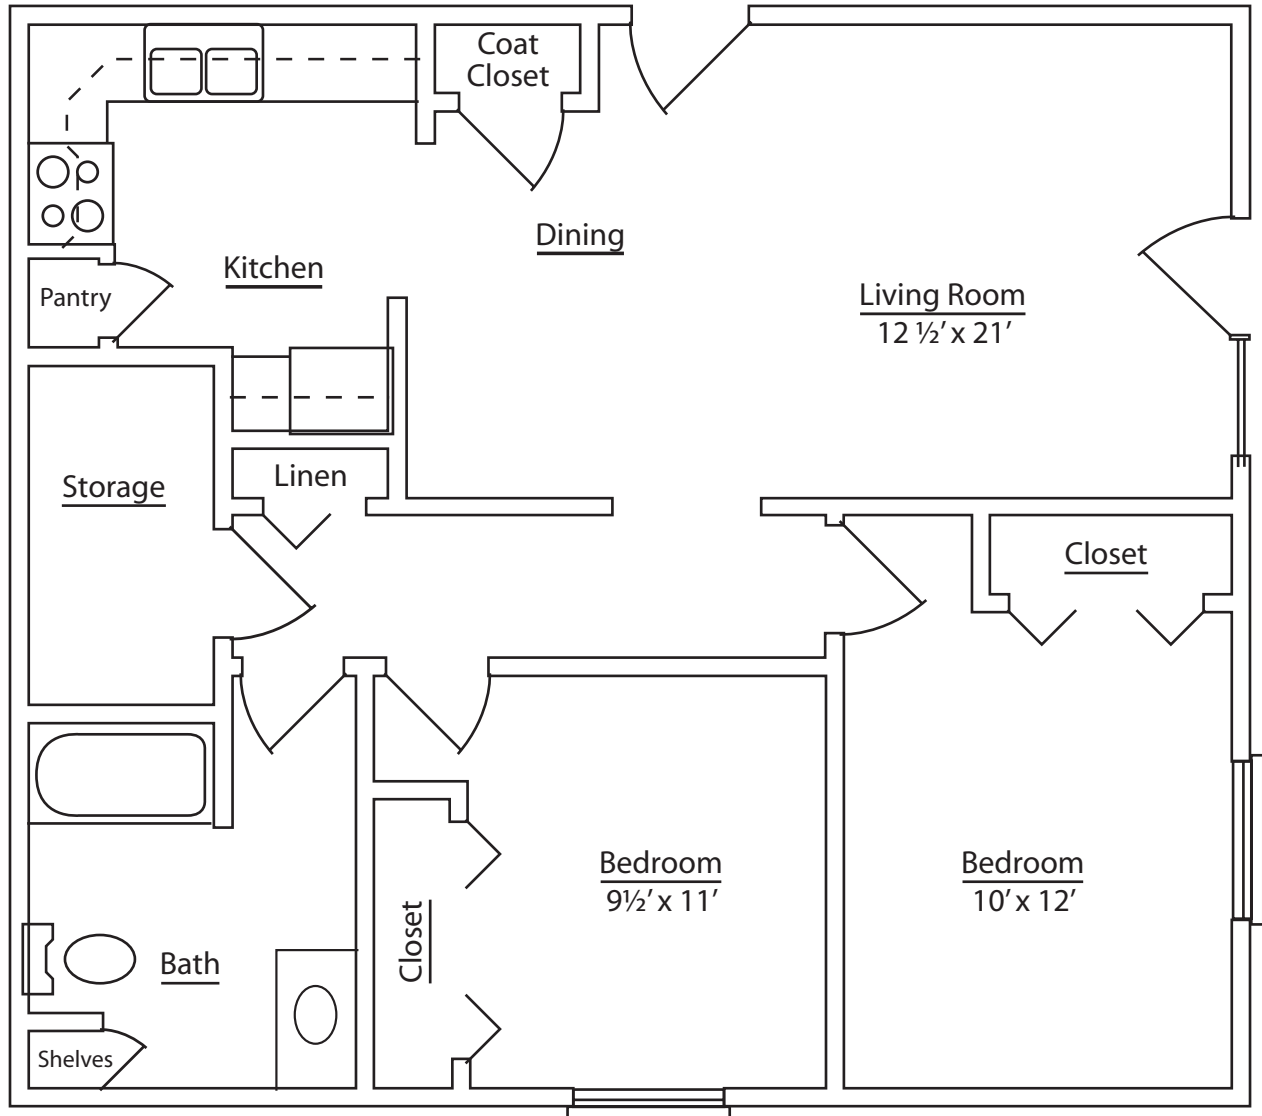 Coat
Closet
Dining
Kitchen
Pantry
Living Room
12 ½’ x 21’
Storage
Linen
Closet
Bedroom
9½’ x 11’
Bedroom
10’ x 12’
Closet
Bath
Shelves